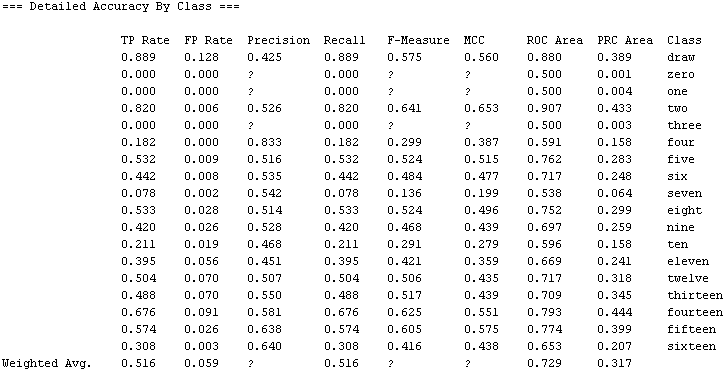 === Detailed Accuracy By Class ===
TP Rate FP Rate Precision Recall F-Measure MCC ROC Area PRC Area Class
0.889 0.128 0.425 0.889 0.575 0.560 0.880 0.389 draw
0.000 0.000 ? 0.000 ? ? 0.500 0.001 zero
0.000 0.000 ? 0.000 ? ? 0.500 0.004 one
0.820 0.006 0.526 0.820 0.641 0.653 0.907 0.433 two
0.000 0.000 ? 0.000 ? ? 0.500 0.003 three
0.182 0.000 0.833 0.182 0.299 0.387 0.591 0.158 four
0.532 0.009 0.516 0.532 0.524 0.515 0.762 0.283 five
0.442 0.008 0.535 0.442 0.484 0.477 0.717 0.248 six
0.078 0.002 0.542 0.078 0.136 0.199 0.538 0.064 seven
0.533 0.028 0.514 0.533 0.524 0.496 0.752 0.299 eight
0.420 0.026 0.528 0.420 0.468 0.439 0.697 0.259 nine
0.211 0.019 0.468 0.211 0.291 0.279 0.596 0.158 ten
0.395 0.056 0.451 0.395 0.421 0.359 0.669 0.241 eleven
0.504 0.070 0.507 0.504 0.506 0.435 0.717 0.318 twelve
0.488 0.070 0.550 0.488 0.517 0.439 0.709 0.345 thirteen
0.676 0.091 0.581 0.676 0.625 0.551 0.793 0.444 fourteen
0.574 0.026 0.638 0.574 0.605 0.575 0.774 0.399 fifteen
0.308 0.003 0.640 0.308 0.416 0.438 0.653 0.207 sixteen
Weighted Avg. 0.516 0.059 ? 0.516 ? ? 0.729 0.317